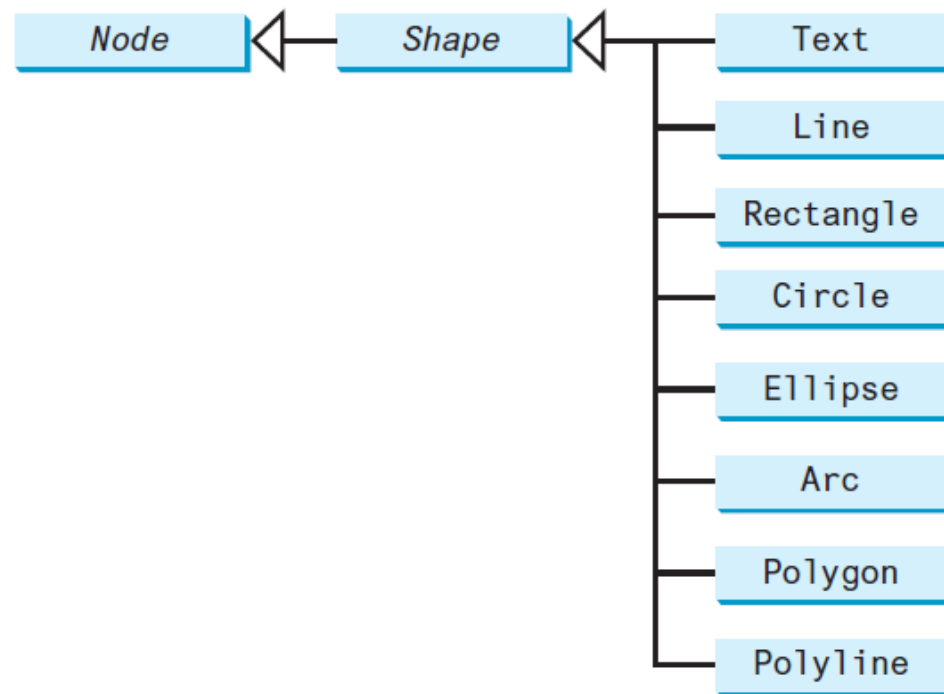 Node
Shape
Text
Line
Rectangle
Circle
Ellipse
Arc
Polygon
Polyline